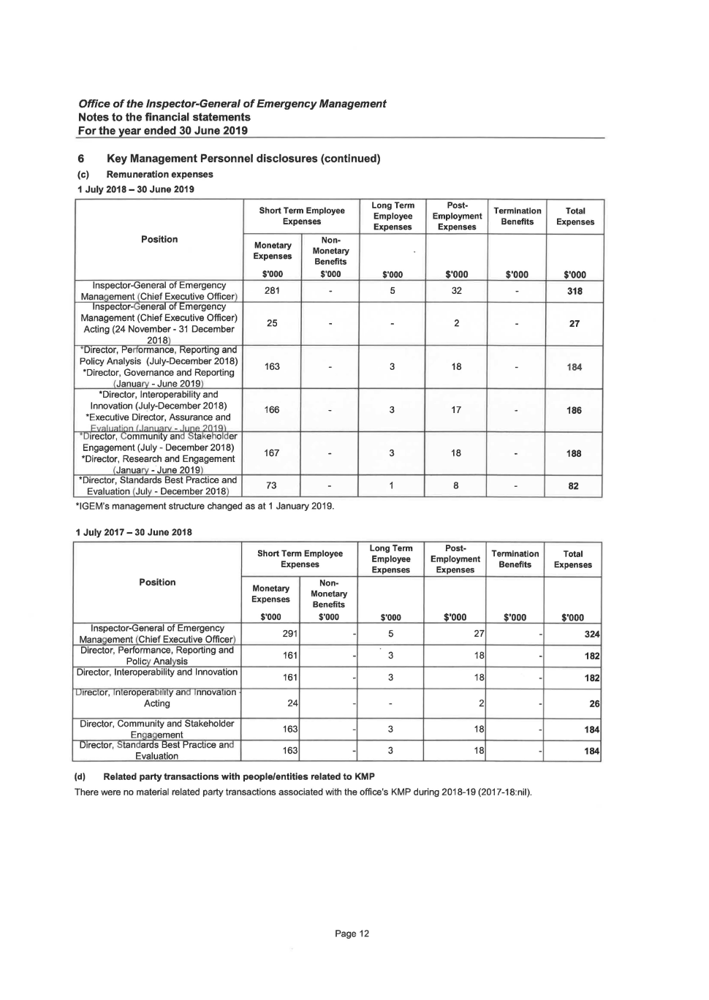 Office of the Inspector-General of Emergency Management
Notes to the financial statements
For the year ended 30 June 2019
6 Key Management Personnel disclosures (continued)
(c) Remuneration expenses
1 July 2018 – 30 June 2019
Position
Short Term Employee Expenses
Long Term Employee Expenses
Post-Employment Expenses
Termination Benefits
Total Expenses
Monetary Expenses
Non-Monetary Benefits
$'000 $'000 $'000 $'000 $'000 $'000
Inspector-General of Emergency
Management (Chief Executive Officer)
281 - 5 32 - 318
Inspector-General of Emergency
Management (Chief Executive Officer)
Acting (24 November - 31 December
2018)
25 - - 2 - 27
*Director, Performance, Reporting and
Policy Analysis (July-December 2018)
*Director, Governance and Reporting
(January - June 2019)
163 - 3 18 - 184
*Director, Interoperability and
Innovation (July-December 2018)
*Executive Director, Assurance and
Evaluation (January - June 2019)
166 - 3 17 - 186
*Director, Community and Stakeholder
Engagement (July - December 2018)
*Director, Research and Engagement
(January - June 2019)
167 - 3 18 - 188
*Director, Standards Best Practice and
Evaluation (July - December 2018)
73 - 1 8 - 82
*IGEM's management structure changed as at 1 January 2019.
1 July 2017 – 30 June 2018
Position
Short Term Employee Expenses
Long Term Employee Expenses
Post-Employment Expenses
Termination Benefits
Total Expenses
Monetary Expenses
Non-Monetary Benefits
$'000 $'000 $'000 $'000 $'000 $'000
Inspector-General of Emergency
Management (Chief Executive Officer)
291 - 5 27 - 324
Director, Performance, Reporting and
Policy Analysis
161 - 3 18 - 182
Director, Interoperability and Innovation
161 - 3 18 - 182
Director, Interoperability and Innovation -
Acting
24 - - 2 - 26
Director, Community and Stakeholder
Engagement
163 - 3 18 - 184
Director, Standards Best Practice and
Evaluation
163 - 3 18 - 184
(d) Related party transactions with people/entities related to KMP
There were no material related party transactions associated with the office's KMP during 2018-19 (2017-18:nil).
Page 12